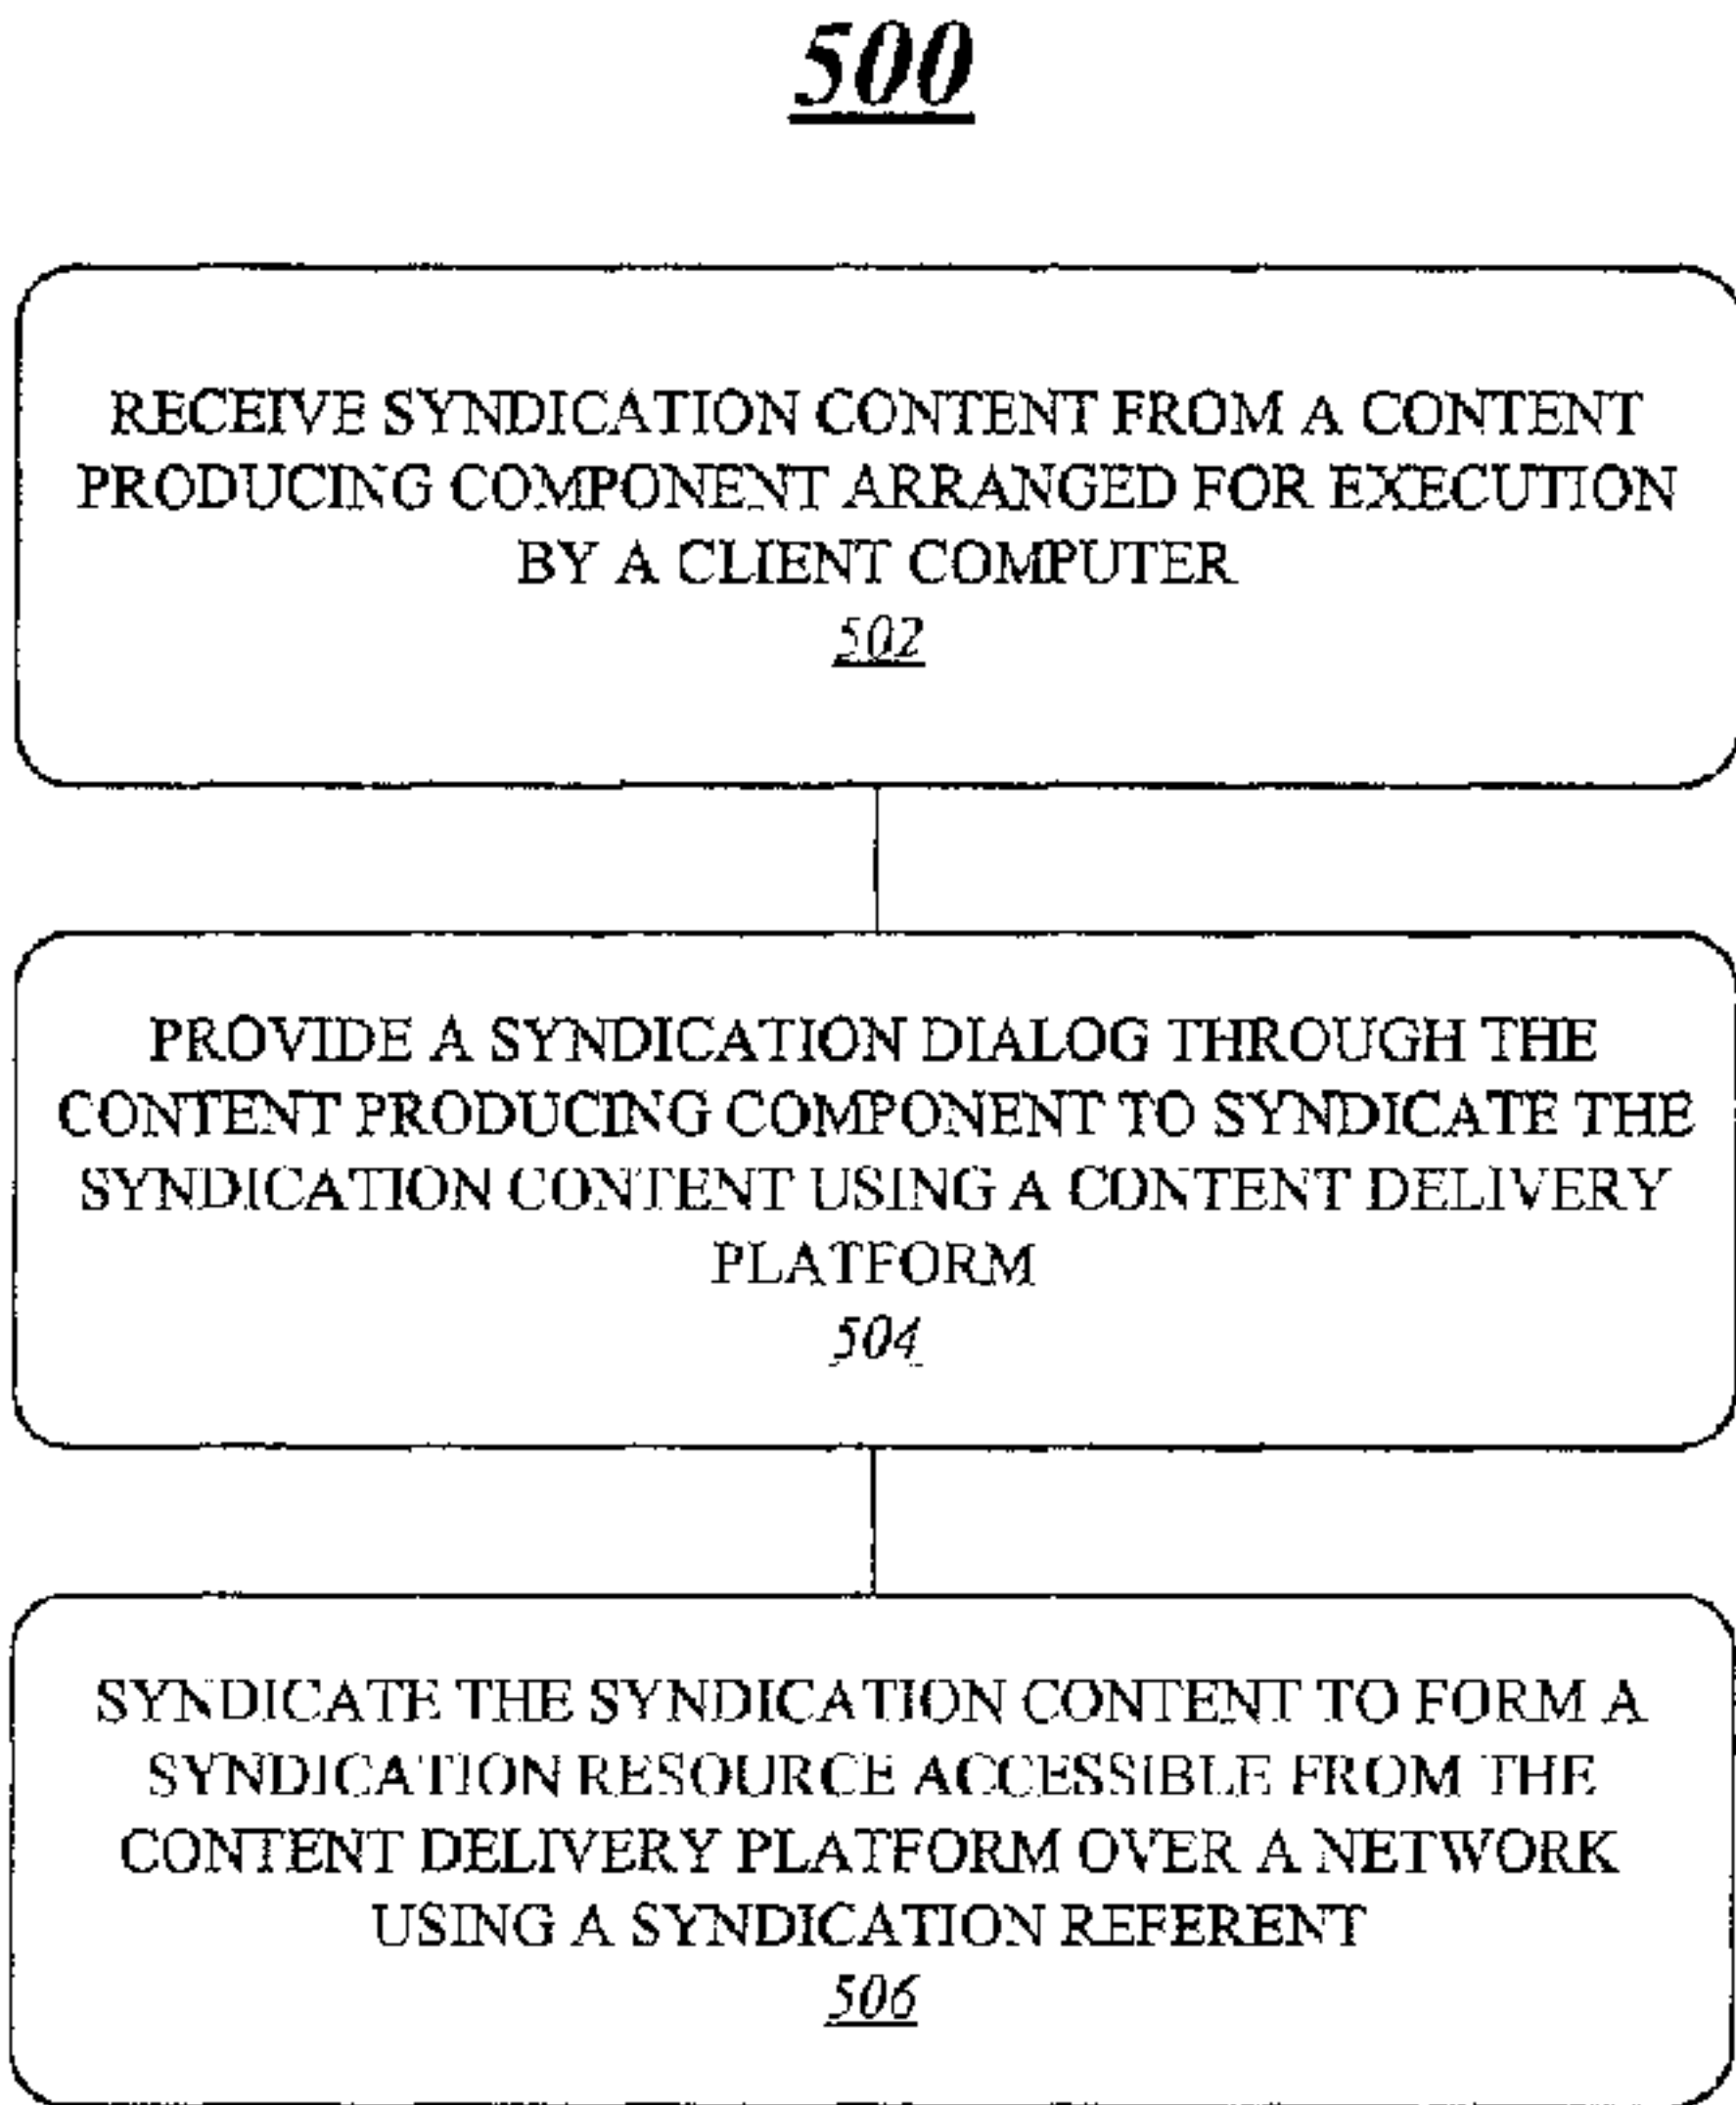 500
RECEIVE SYNDICATION CONTENT FROM A CONTENT
PRODUCING COMPONENT ARRANGED FOR EXECUTION
BY A CLIENT COMPUTER
502
PROVIDE A SYNDICATION DIALOG THROUGH THE
CONTENT PRODUCING COMPONENT TO SYNDICATE THE
SYNDICATION CONTENT USING A CONTENT DELIVERY
PLATFORM
504
SYNDICATE THE SYNDICATION CONTENT TO FORM A
SYNDICATION RESOURCE ACCESSIBLE FROM THE
CONTENT DELIVERY PLATFORM OVER A NETWORK
USING A SYNDICATION REFERENT
506